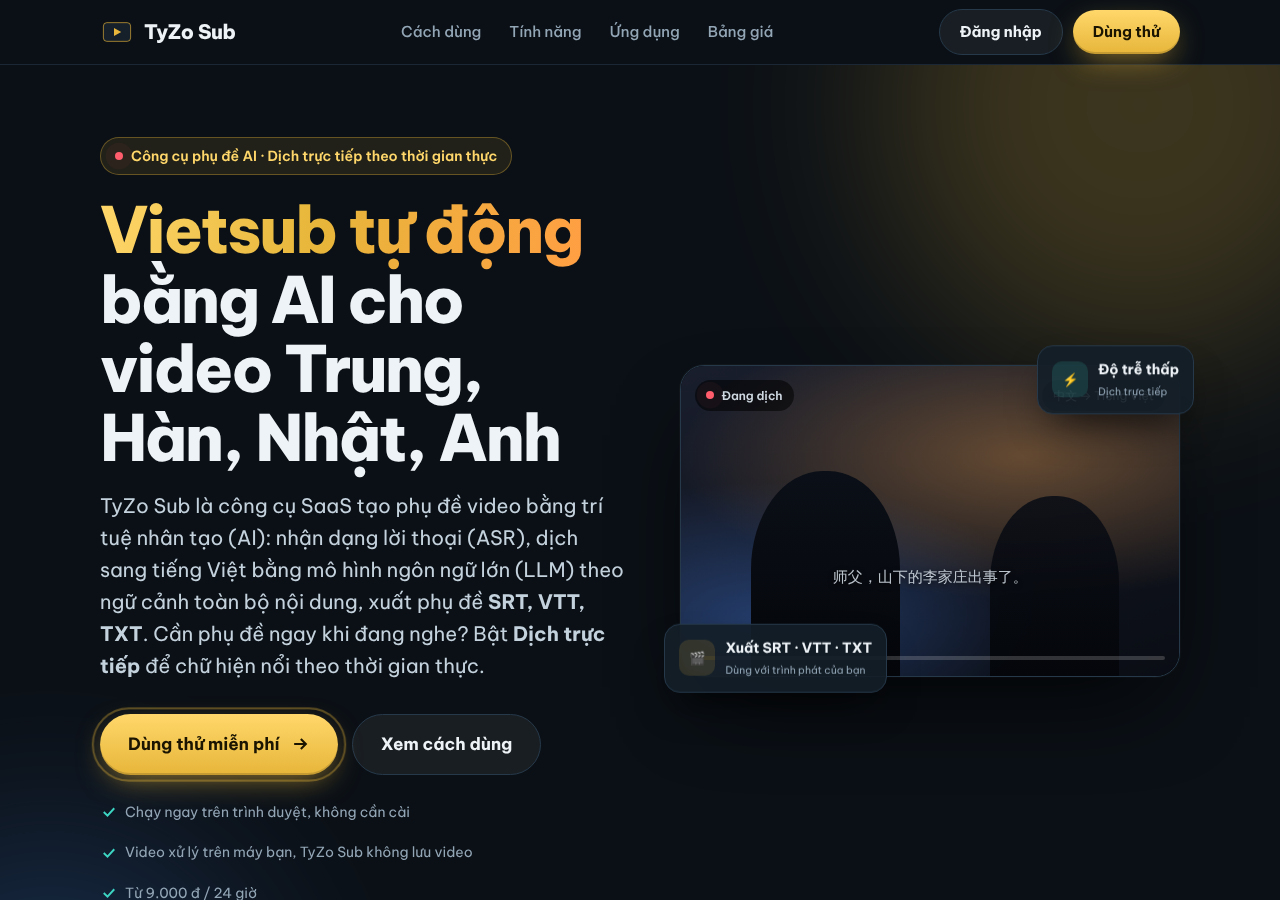 TyZo Sub
Cách dùng
Tính năng
Ứng dụng
Bảng giá
Đăng nhập
Dùng thử
Công cụ phụ đề AI · Dịch trực tiếp theo thời gian thực
Vietsub tự động
bằng AI cho
video Trung,
Hàn, Nhật, Anh
TyZo Sub là công cụ SaaS tạo phụ đề video bằng trí
tuệ nhân tạo (AI): nhận dạng lời thoại (ASR), dịch
sang tiếng Việt bằng mô hình ngôn ngữ lớn (LLM) theo
ngữ cảnh toàn bộ nội dung, xuất phụ đề SRT, VTT,
TXT. Cần phụ đề ngay khi đang nghe? Bật Dịch trực
tiếp để chữ hiện nổi theo thời gian thực.
Dùng thử miễn phí →
Xem cách dùng
Chạy ngay trên trình duyệt, không cần cài
Video xử lý trên máy bạn, TyZo Sub không lưu video
Từ 9.000 đ / 24 giờ
Đang dịch
Độ trễ thấp
Dịch trực tiếp
师父，山下的李家庄出事了。
Xuất SRT · VTT · TXT
Dùng với trình phát của bạn